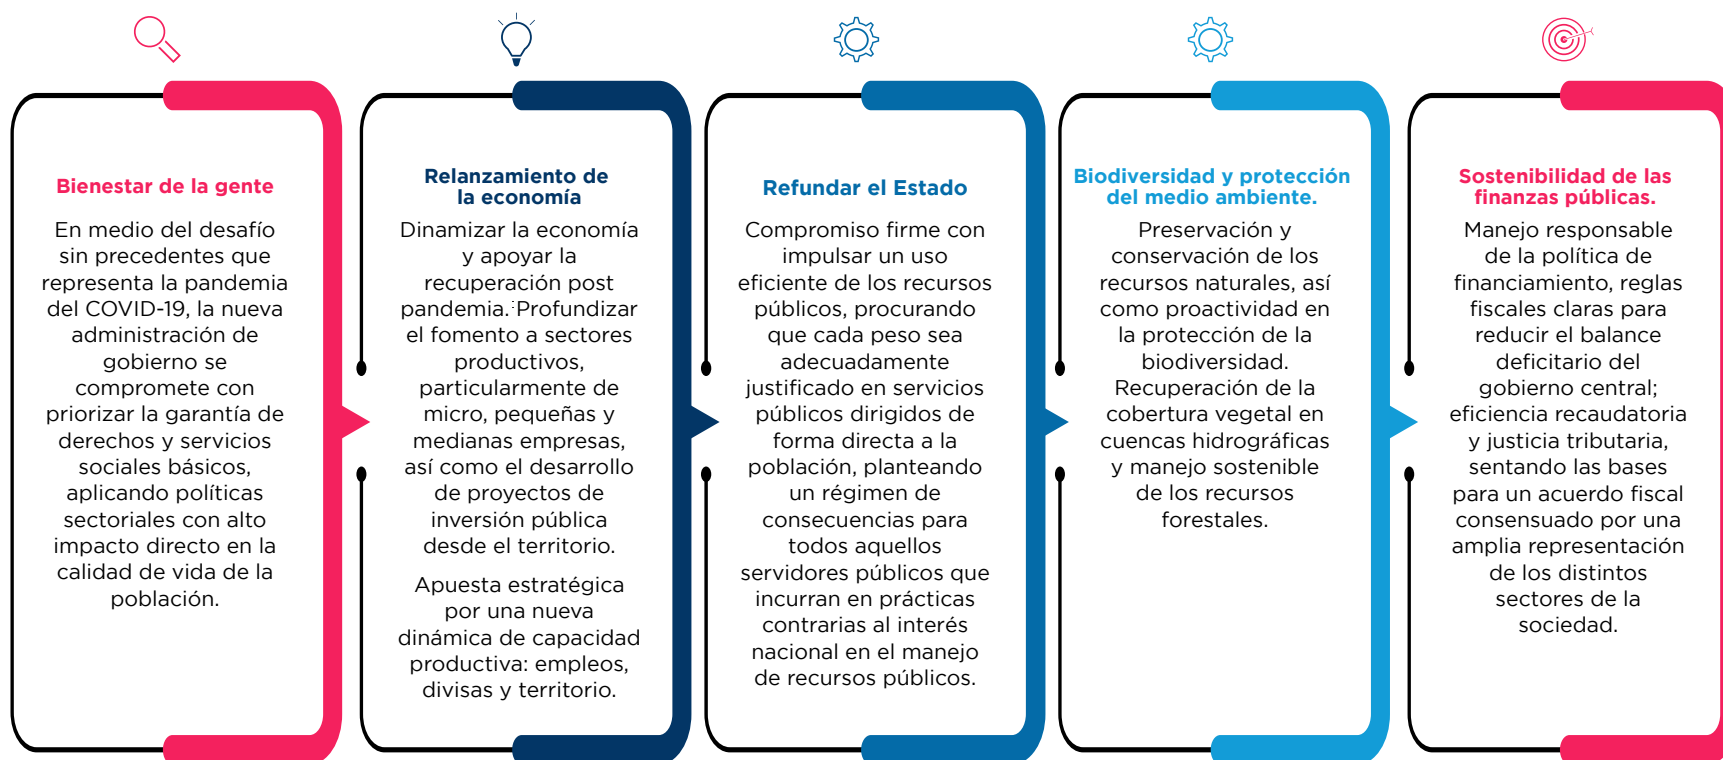 Bienestar de la gente
En medio del desafío
sin precedentes que
representa la pandemia
del COVID-19, la nueva
administración de
gobierno se
compromete con
priorizar la garantía de
derechos y servicios
sociales básicos,
aplicando políticas
sectoriales con alto
impacto directo en la
calidad de vida de la
población.
Relanzamiento de
la economía
Dinamizar la economía
y apoyar la
recuperación post
pandemia. Profundizar
el fomento a sectores
productivos,
particularmente de
micro, pequeñas y
medianas empresas,
así como el desarrollo
de proyectos de
inversión pública
desde el territorio.
Apuesta estratégica
por una nueva
dinámica de capacidad
productiva: empleos,
divisas y territorio.
Refundar el Estado
Compromiso firme con
impulsar un uso
eficiente de los recursos
públicos, procurando
que cada peso sea
adecuadamente
justificado en servicios
públicos dirigidos de
forma directa a la
población, planteando
un régimen de
consecuencias para
todos aquellos
servidores públicos que
incurran en prácticas
contrarias al interés
nacional en el manejo
de recursos públicos.
Biodiversidad y protección
del medio ambiente.
Preservación y
conservación de los
recursos naturales, así
como proactividad en
la protección de la
biodiversidad.
Recuperación de la
cobertura vegetal en
cuencas hidrográficas
y manejo sostenible
de los recursos
forestales.
Sostenibilidad de las
finanzas públicas.
Manejo responsable
de la política de
financiamiento, reglas
fiscales claras para
reducir el balance
deficitario del
gobierno central;
eficiencia recaudatoria
y justicia tributaria,
sentando las bases
para un acuerdo fiscal
consensuado por una
amplia representación
de los distintos
sectores de la
sociedad.